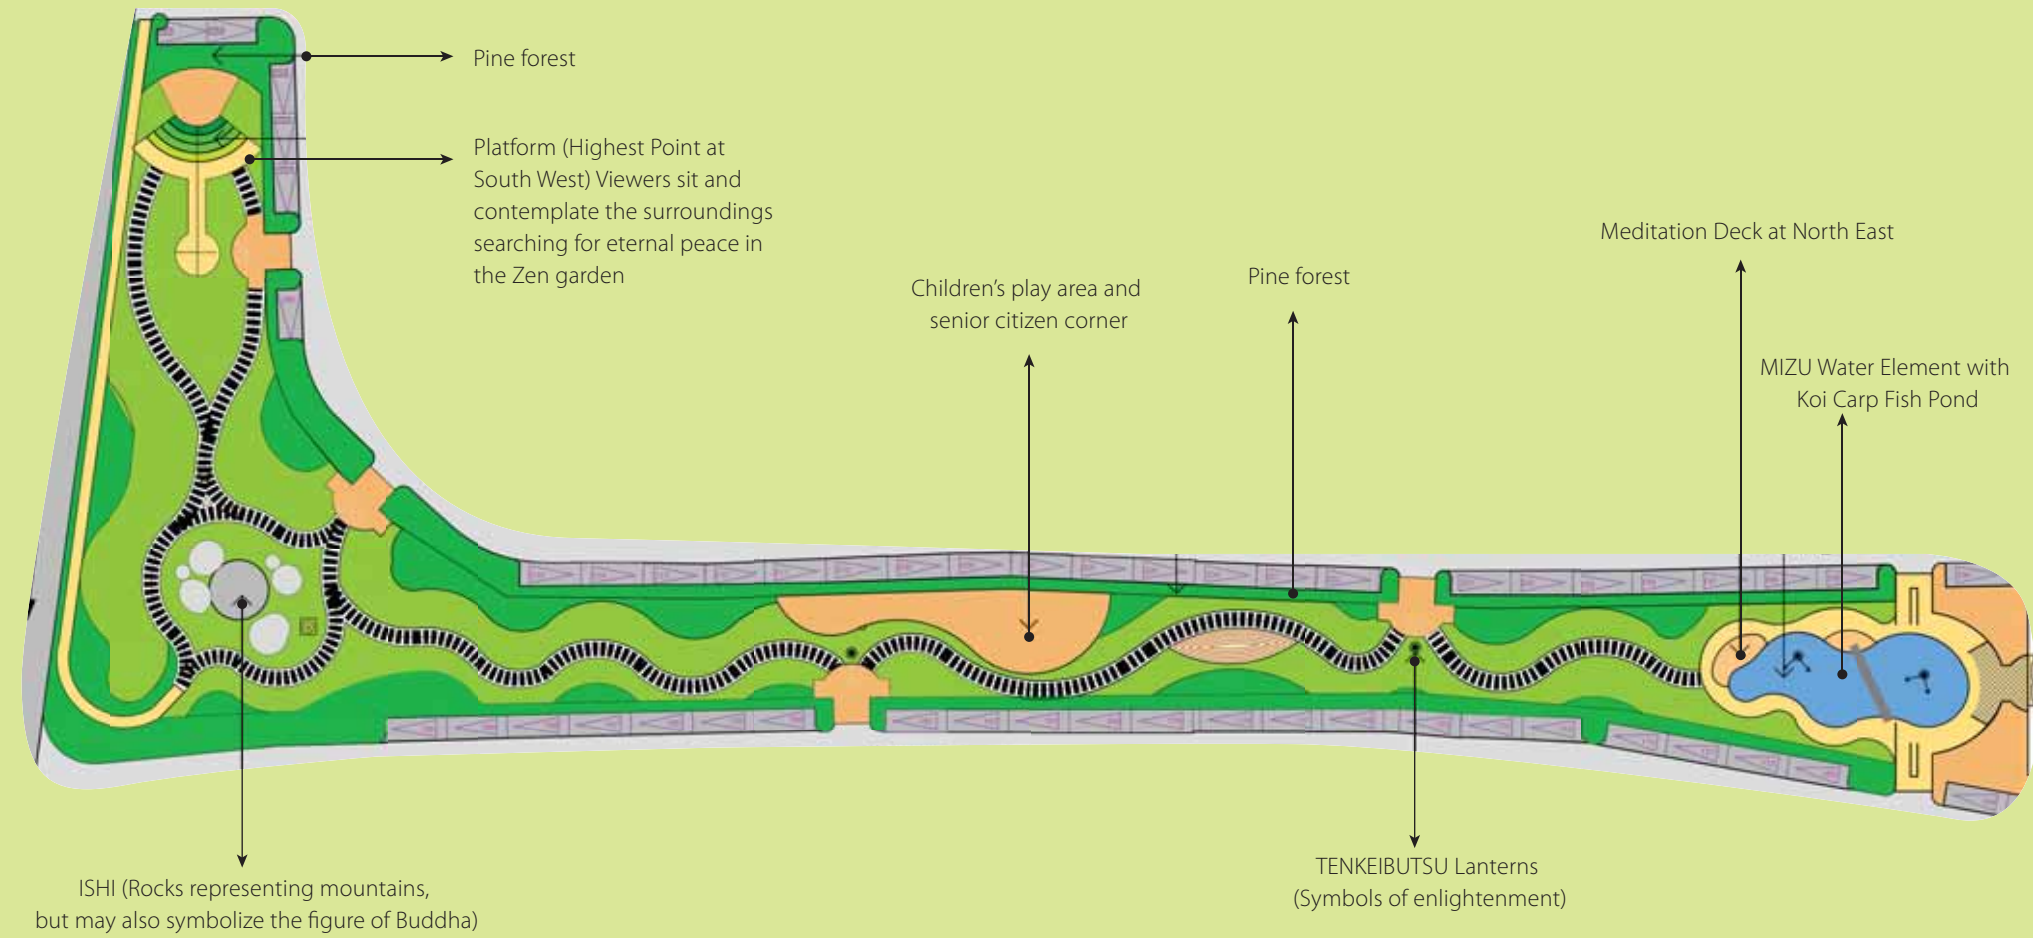 Pine forest
Platform (Highest Point at
South West) Viewers sit and
contemplate the surroundings
searching for eternal peace in
the Zen garden
Children's play area and
senior citizen corner
Pine forest
Meditation Deck at North East
MIZU Water Element with
Koi Carp Fish Pond
ISHI (Rocks representing mountains,
but may also symbolize the figure of Buddha)
TENKEIBUTSU Lanterns
(Symbols of enlightenment)